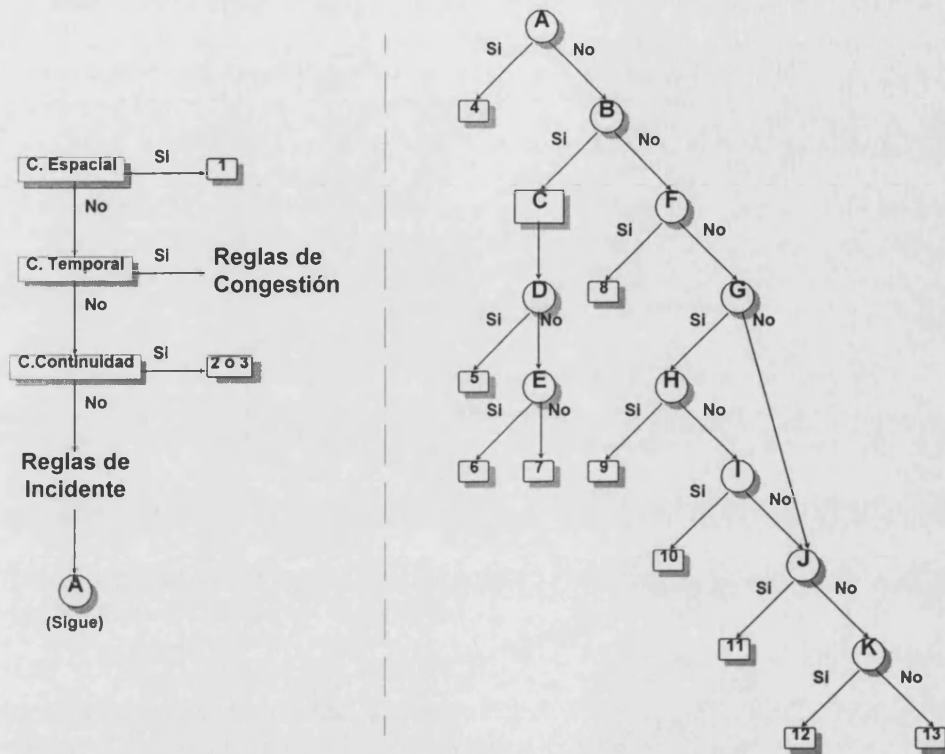 C. Espacial
Si
1
No
C. Temporal
Si
Reglas de
Congestión
No
C.Continuidad
Si
2 ó 3
No
Reglas de
Incidente
A
(Sigue)
A
Si
No
4
B
Si
No
C
F
Si
No
D
8
G
Si
No
Si
No
5
E
H
Si
No
Si
No
6
7
9
I
Si
No
10
J
Si
No
11
K
Si
No
12
13